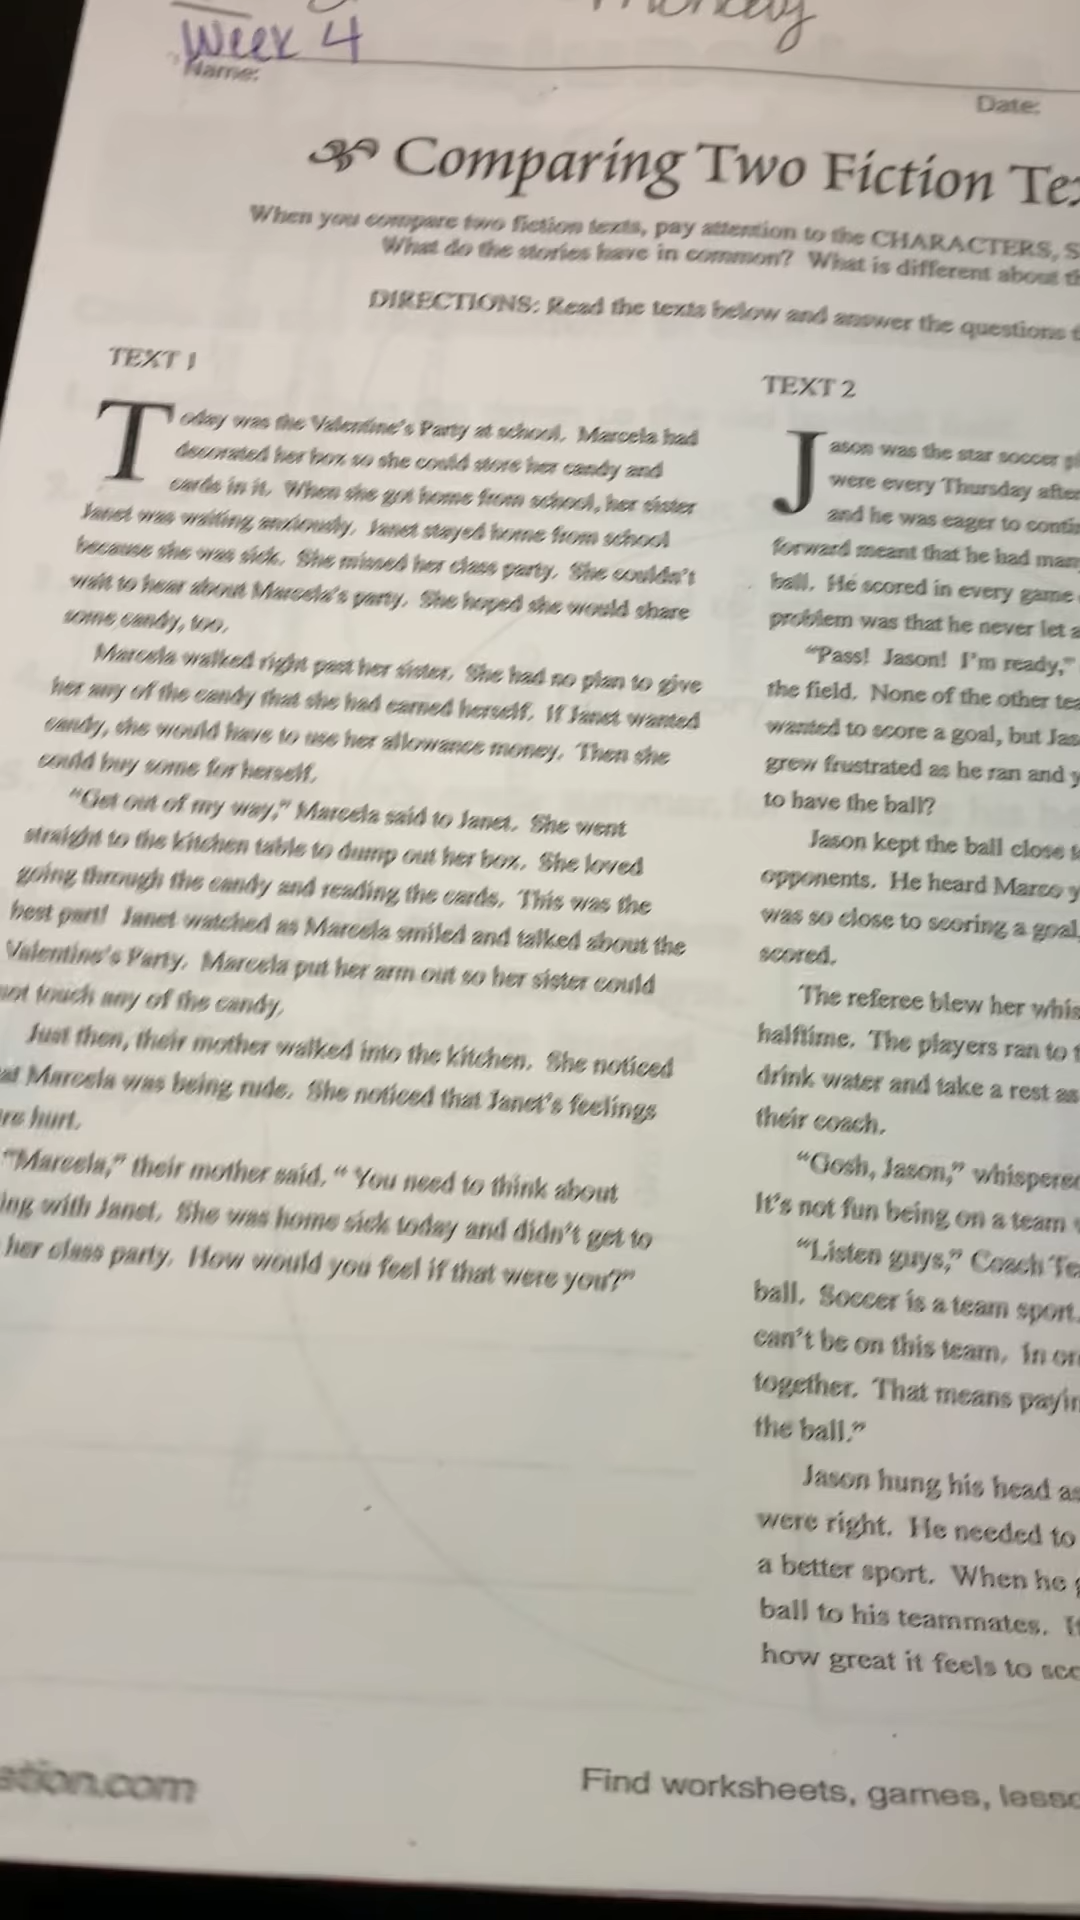 Monday
Week 4
Name:
Date:
Comparing Two Fiction Te
When you compare two fiction texts, pay attention to the CHARACTERS, S
What do the stories have in common? What is different about th
DIRECTIONS: Read the texts below and answer the questions t
TEXT 1
Today was the Valentine's Party at school. Marcela had
decorated her box so she could store her candy and
cards in it. When she got home from school, her sister
Janet was waiting anxiously. Janet stayed home from school
because she was sick. She missed her class party. She couldn't
wait to hear about Marcela's party. She hoped she would share
some candy, too.
Marcela walked right past her sister. She had no plan to give
her any of the candy that she had earned herself. If Janet wanted
candy, she would have to use her allowance money. Then she
could buy some for herself.
"Get out of my way," Marcela said to Janet. She went
straight to the kitchen table to dump out her box. She loved
going through the candy and reading the cards. This was the
best part! Janet watched as Marcela smiled and talked about the
Valentine's Party. Marcela put her arm out so her sister could
not touch any of the candy.
Just then, their mother walked into the kitchen. She noticed
at Marcela was being rude. She noticed that Janet's feelings
re hurt.
"Marcela," their mother said. " You need to think about
ing with Janet. She was home sick today and didn't get to
her class party. How would you feel if that were you?"
TEXT 2
Jason was the star soccer pl
were every Thursday after
and he was eager to contin
forward meant that he had man
ball. He scored in every game
problem was that he never let a
"Pass! Jason! I'm ready,"
the field. None of the other tea
wanted to score a goal, but Jas
grew frustrated as he ran and y
to have the ball?
Jason kept the ball close t
opponents. He heard Marco y
was so close to scoring a goal.
scored.
The referee blew her whis
halftime. The players ran to t
drink water and take a rest as
their coach.
"Gosh, Jason," whispered
It's not fun being on a team
"Listen guys," Coach Te
ball. Soccer is a team sport.
can't be on this team. In or
together. That means payin
the ball."
Jason hung his head as
were right. He needed to
a better sport. When he g
ball to his teammates. It
how great it feels to sco
ation.com
Find worksheets, games, lesso